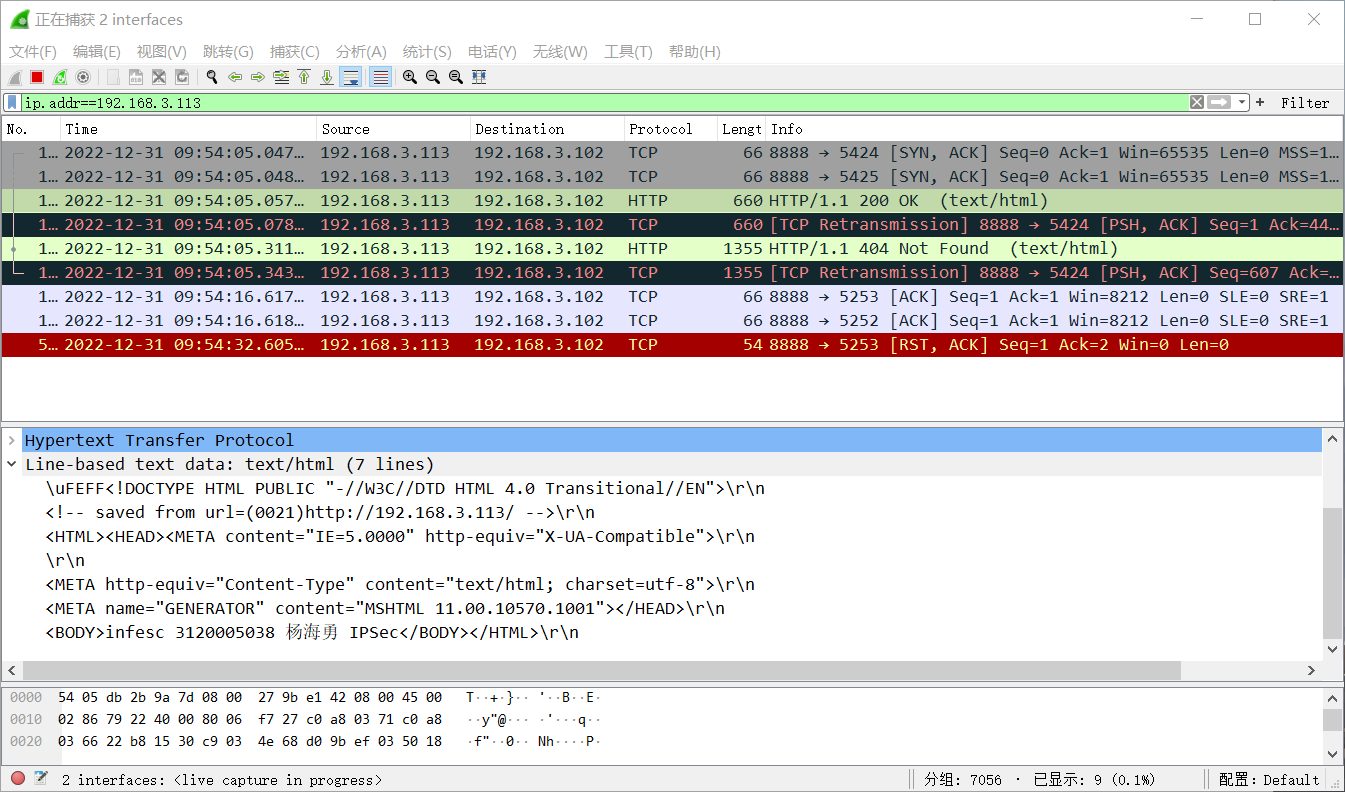 正在捕获 2 interfaces
文件(F) 编辑(E) 视图(V) 跳转(G) 捕获(C) 分析(A) 统计(S) 电话(Y) 无线(W) 工具(T) 帮助(H)
ip.addr==192.168.3.113 + Filter
No. Time Source Destination Protocol Lengt Info
1… 2022-12-31 09:54:05.047… 192.168.3.113 192.168.3.102 TCP 66 8888 → 5424 [SYN, ACK] Seq=0 Ack=1 Win=65535 Len=0 MSS=1…
1… 2022-12-31 09:54:05.048… 192.168.3.113 192.168.3.102 TCP 66 8888 → 5425 [SYN, ACK] Seq=0 Ack=1 Win=65535 Len=0 MSS=1…
1… 2022-12-31 09:54:05.057… 192.168.3.113 192.168.3.102 HTTP 660 HTTP/1.1 200 OK  (text/html)
1… 2022-12-31 09:54:05.078… 192.168.3.113 192.168.3.102 TCP 660 [TCP Retransmission] 8888 → 5424 [PSH, ACK] Seq=1 Ack=44…
1… 2022-12-31 09:54:05.311… 192.168.3.113 192.168.3.102 HTTP 1355 HTTP/1.1 404 Not Found  (text/html)
1… 2022-12-31 09:54:05.343… 192.168.3.113 192.168.3.102 TCP 1355 [TCP Retransmission] 8888 → 5424 [PSH, ACK] Seq=607 Ack=…
1… 2022-12-31 09:54:16.617… 192.168.3.113 192.168.3.102 TCP 66 8888 → 5253 [ACK] Seq=1 Ack=1 Win=8212 Len=0 SLE=0 SRE=1
1… 2022-12-31 09:54:16.618… 192.168.3.113 192.168.3.102 TCP 66 8888 → 5252 [ACK] Seq=1 Ack=1 Win=8212 Len=0 SLE=0 SRE=1
5… 2022-12-31 09:54:32.605… 192.168.3.113 192.168.3.102 TCP 54 8888 → 5253 [RST, ACK] Seq=1 Ack=2 Win=0 Len=0
Hypertext Transfer Protocol
Line-based text data: text/html (7 lines)
\uFEFF<!DOCTYPE HTML PUBLIC "-//W3C//DTD HTML 4.0 Transitional//EN">\r\n
<!-- saved from url=(0021)http://192.168.3.113/ -->\r\n
<HTML><HEAD><META content="IE=5.0000" http-equiv="X-UA-Compatible">\r\n
\r\n
<META http-equiv="Content-Type" content="text/html; charset=utf-8">\r\n
<META name="GENERATOR" content="MSHTML 11.00.10570.1001"></HEAD>\r\n
<BODY>infesc 3120005038 杨海勇 IPSec</BODY></HTML>\r\n
0000 54 05 db 2b 9a 7d 08 00 27 9b e1 42 08 00 45 00 T··+·}·· '··B··E·
0010 02 86 79 22 40 00 80 06 f7 27 c0 a8 03 71 c0 a8 ··y"@··· ·'···q··
0020 03 66 22 b8 15 30 c9 03 4e 68 d0 9b ef 03 50 18 ·f"··0·· Nh····P·
2 interfaces: <live capture in progress> 分组: 7056 · 已显示: 9 (0.1%) 配置: Default